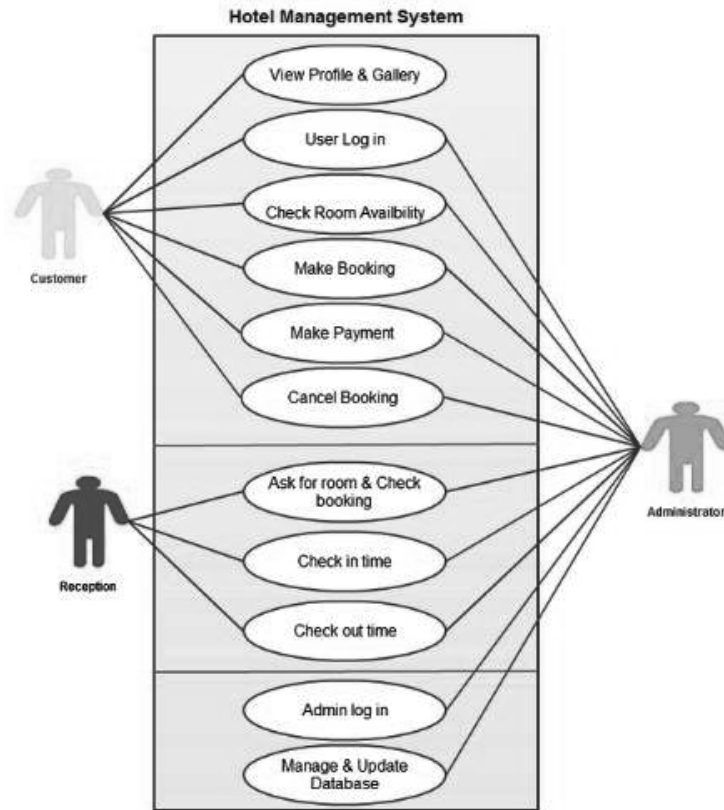 Hotel Management System
View Profile & Gallery
User Log in
Check Room Availbility
Customer
Make Booking
Make Payment
Cancel Booking
Ask for room & Check
booking
Administrator
Check in time
Reception
Check out time
Admin log in
Manage & Update
Database